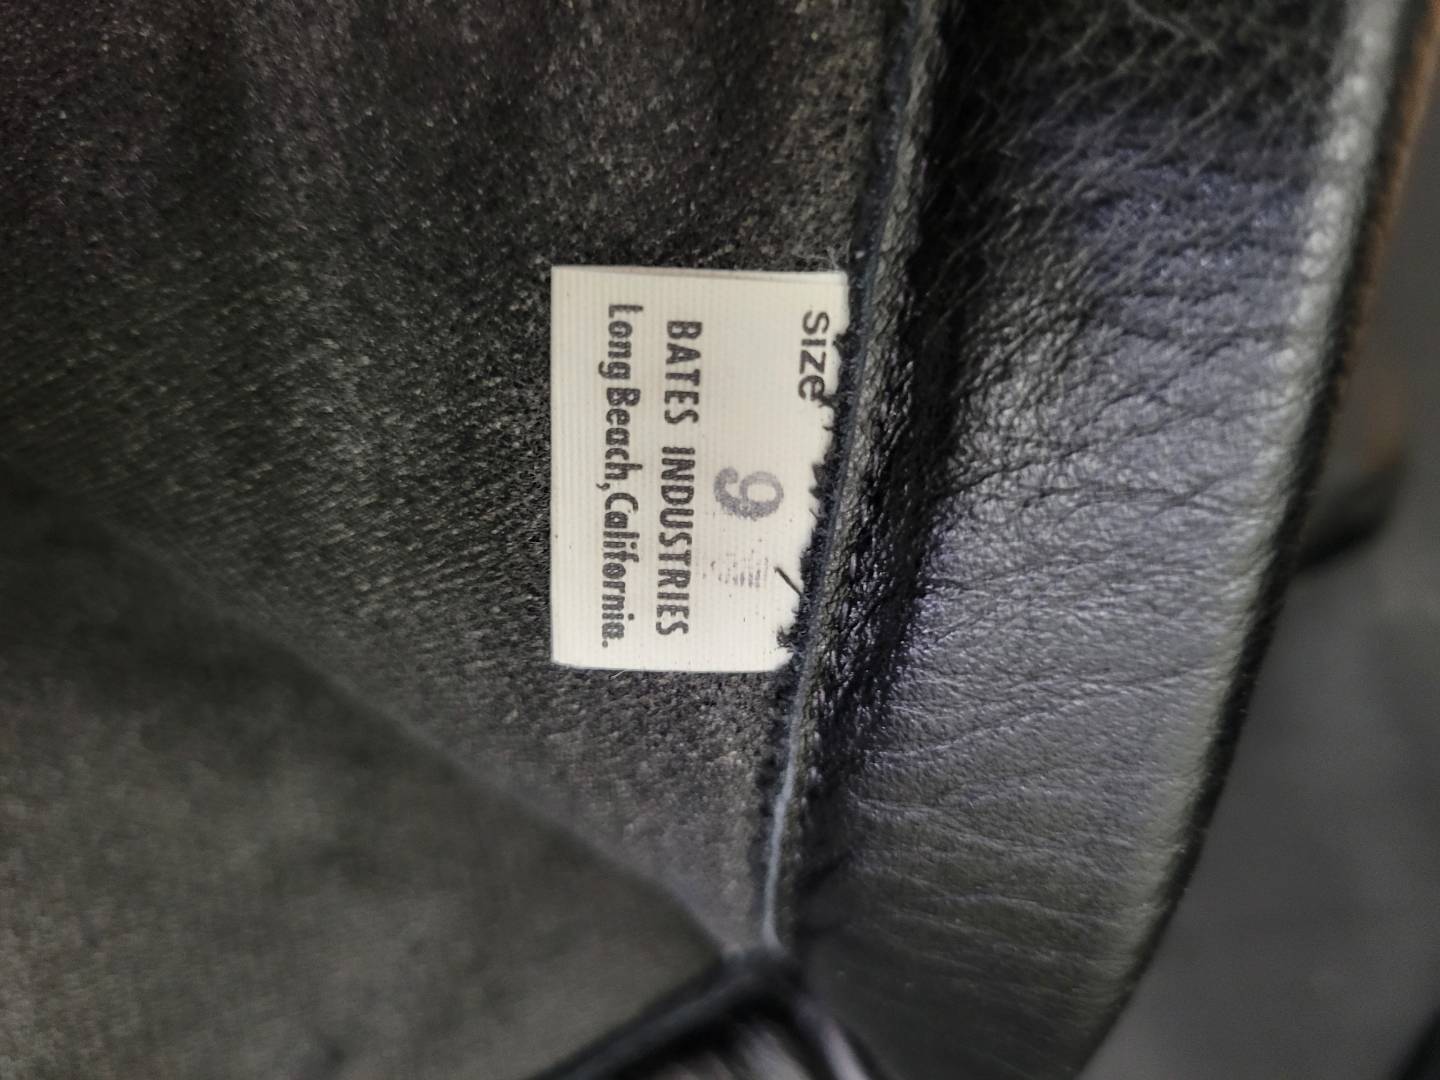 size
9
BATES INDUSTRIES
Long Beach, California.